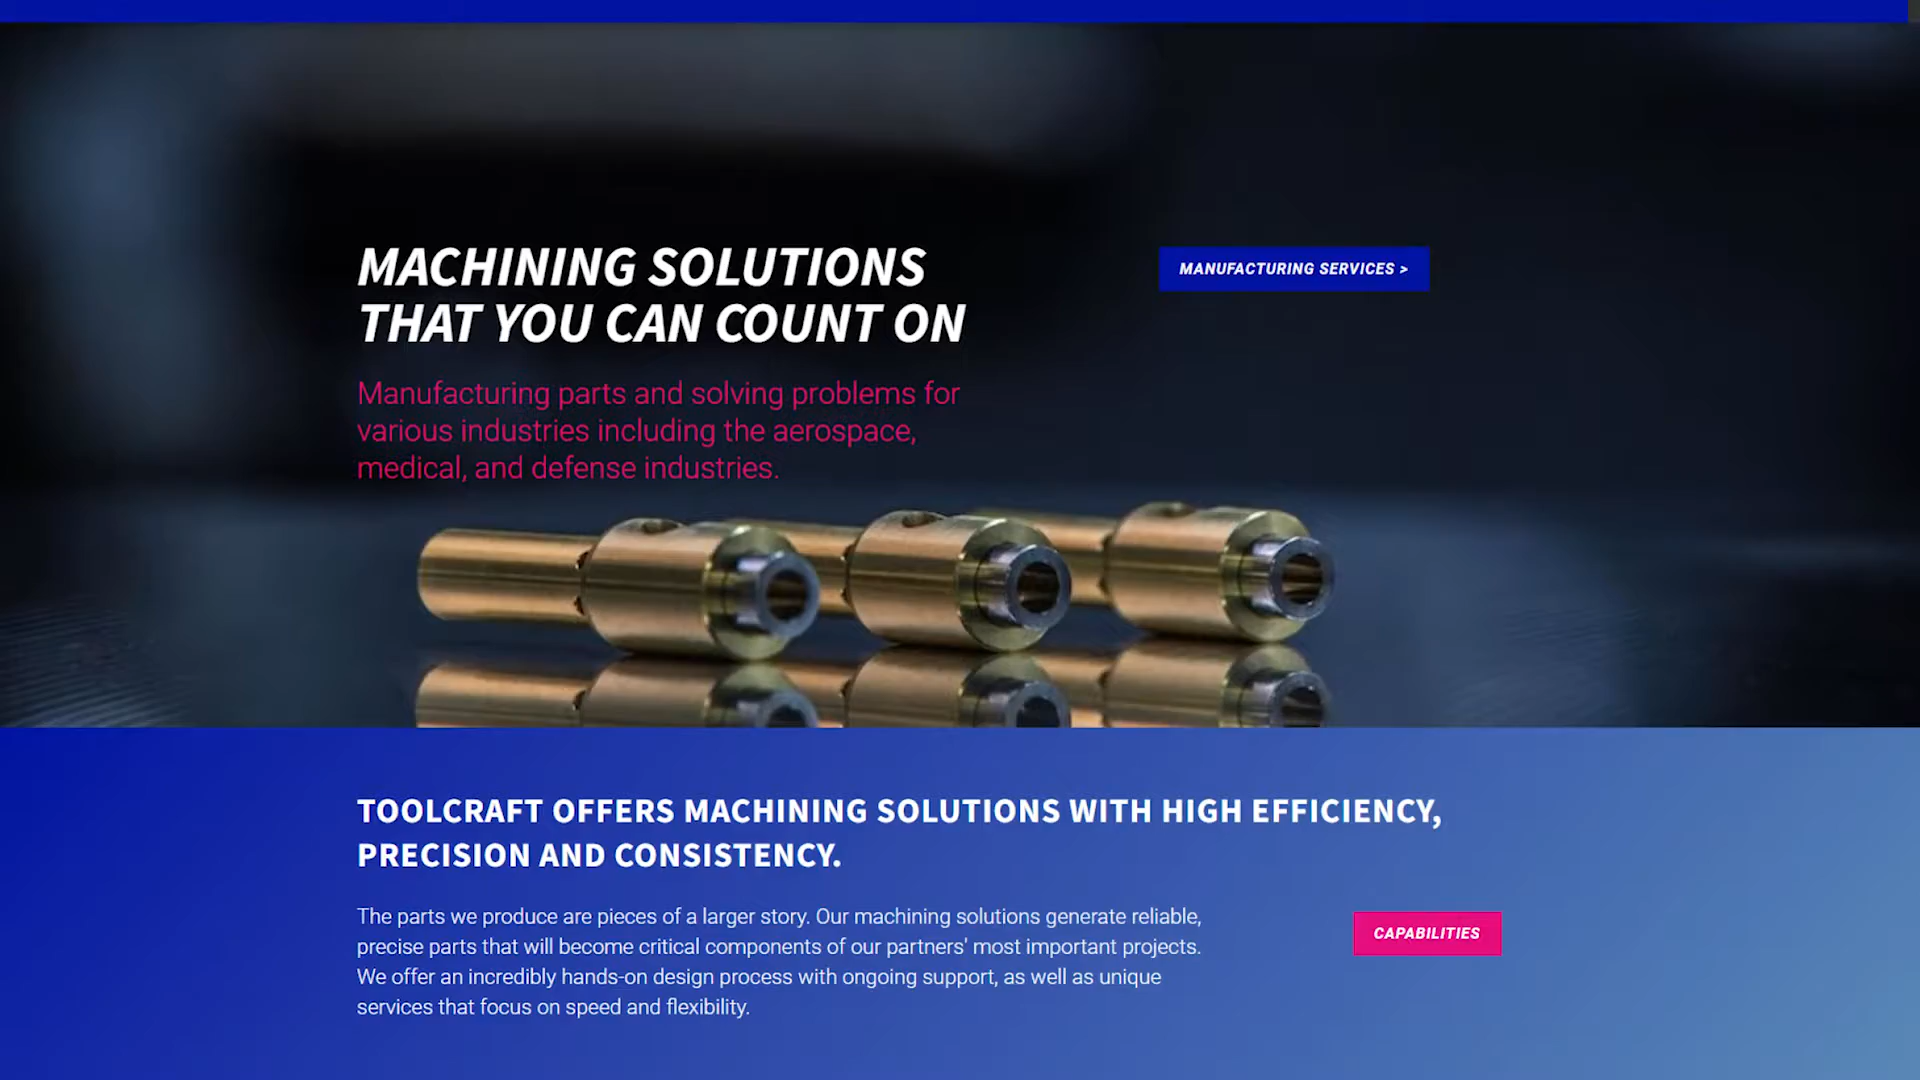 MACHINING SOLUTIONS
THAT YOU CAN COUNT ON
MANUFACTURING SERVICES >
Manufacturing parts and solving problems for
various industries including the aerospace,
medical, and defense industries.
TOOLCRAFT OFFERS MACHINING SOLUTIONS WITH HIGH EFFICIENCY,
PRECISION AND CONSISTENCY.
The parts we produce are pieces of a larger story. Our machining solutions generate reliable,
precise parts that will become critical components of our partners' most important projects.
We offer an incredibly hands-on design process with ongoing support, as well as unique
services that focus on speed and flexibility.
CAPABILITIES